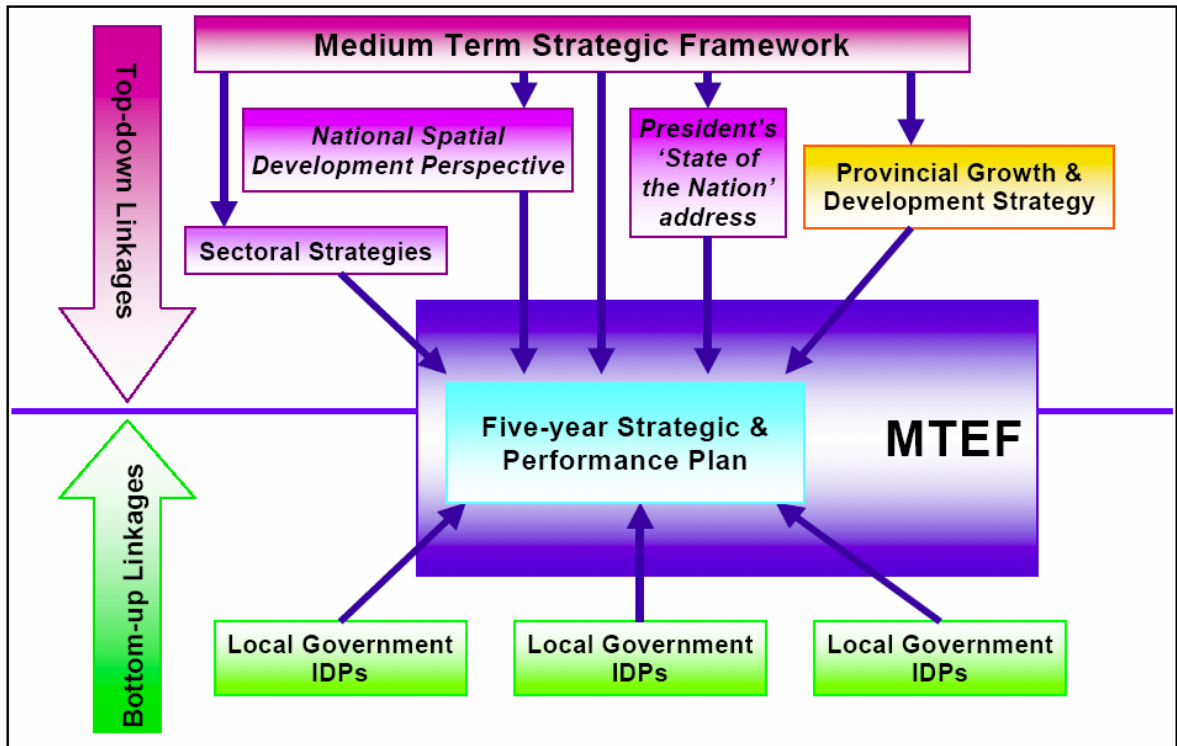 Medium Term Strategic Framework
Top-down Linkages
National Spatial
Development Perspective
President's
'State of
the Nation'
address
Provincial Growth &
Development Strategy
Sectoral Strategies
Five-year Strategic &
Performance Plan
MTEF
Bottom-up Linkages
Local Government
IDPs
Local Government
IDPs
Local Government
IDPs